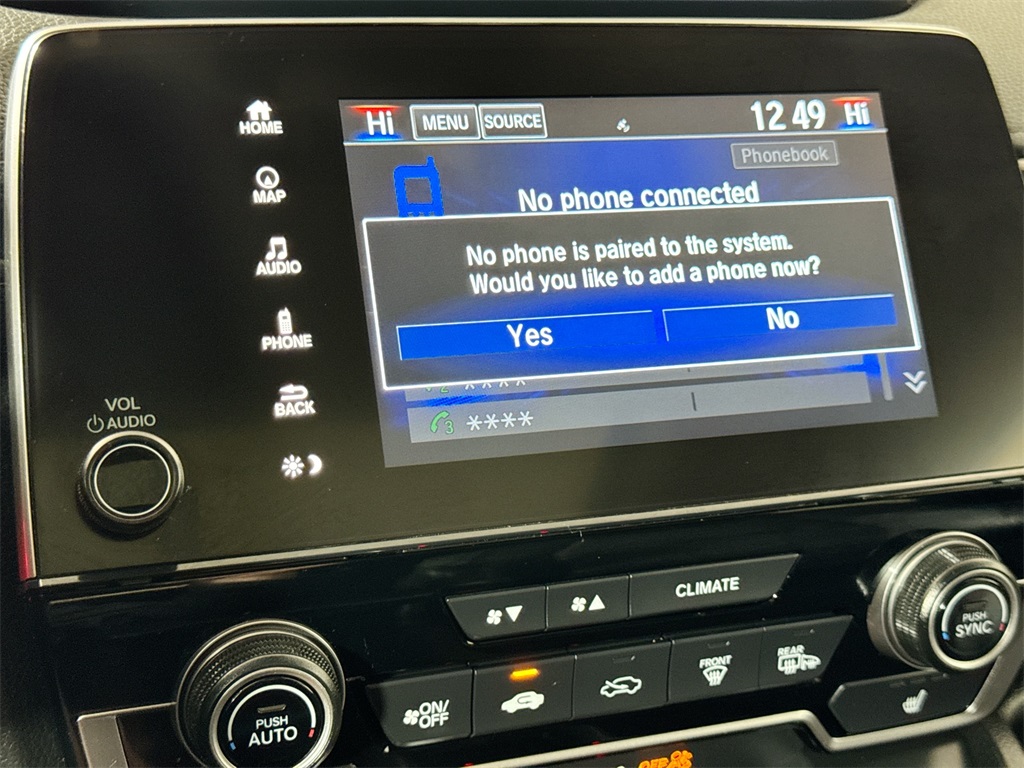 HOME
MAP
AUDIO
PHONE
BACK
VOL
AUDIO
Hi
MENU
SOURCE
12 49
Hi
Phonebook
No phone connected
No phone is paired to the system.
Would you like to add a phone now?
Yes
No
2 ****
3 ****
CLIMATE
ON/
OFF
FRONT
REAR
PUSH
AUTO
PUSH
SYNC